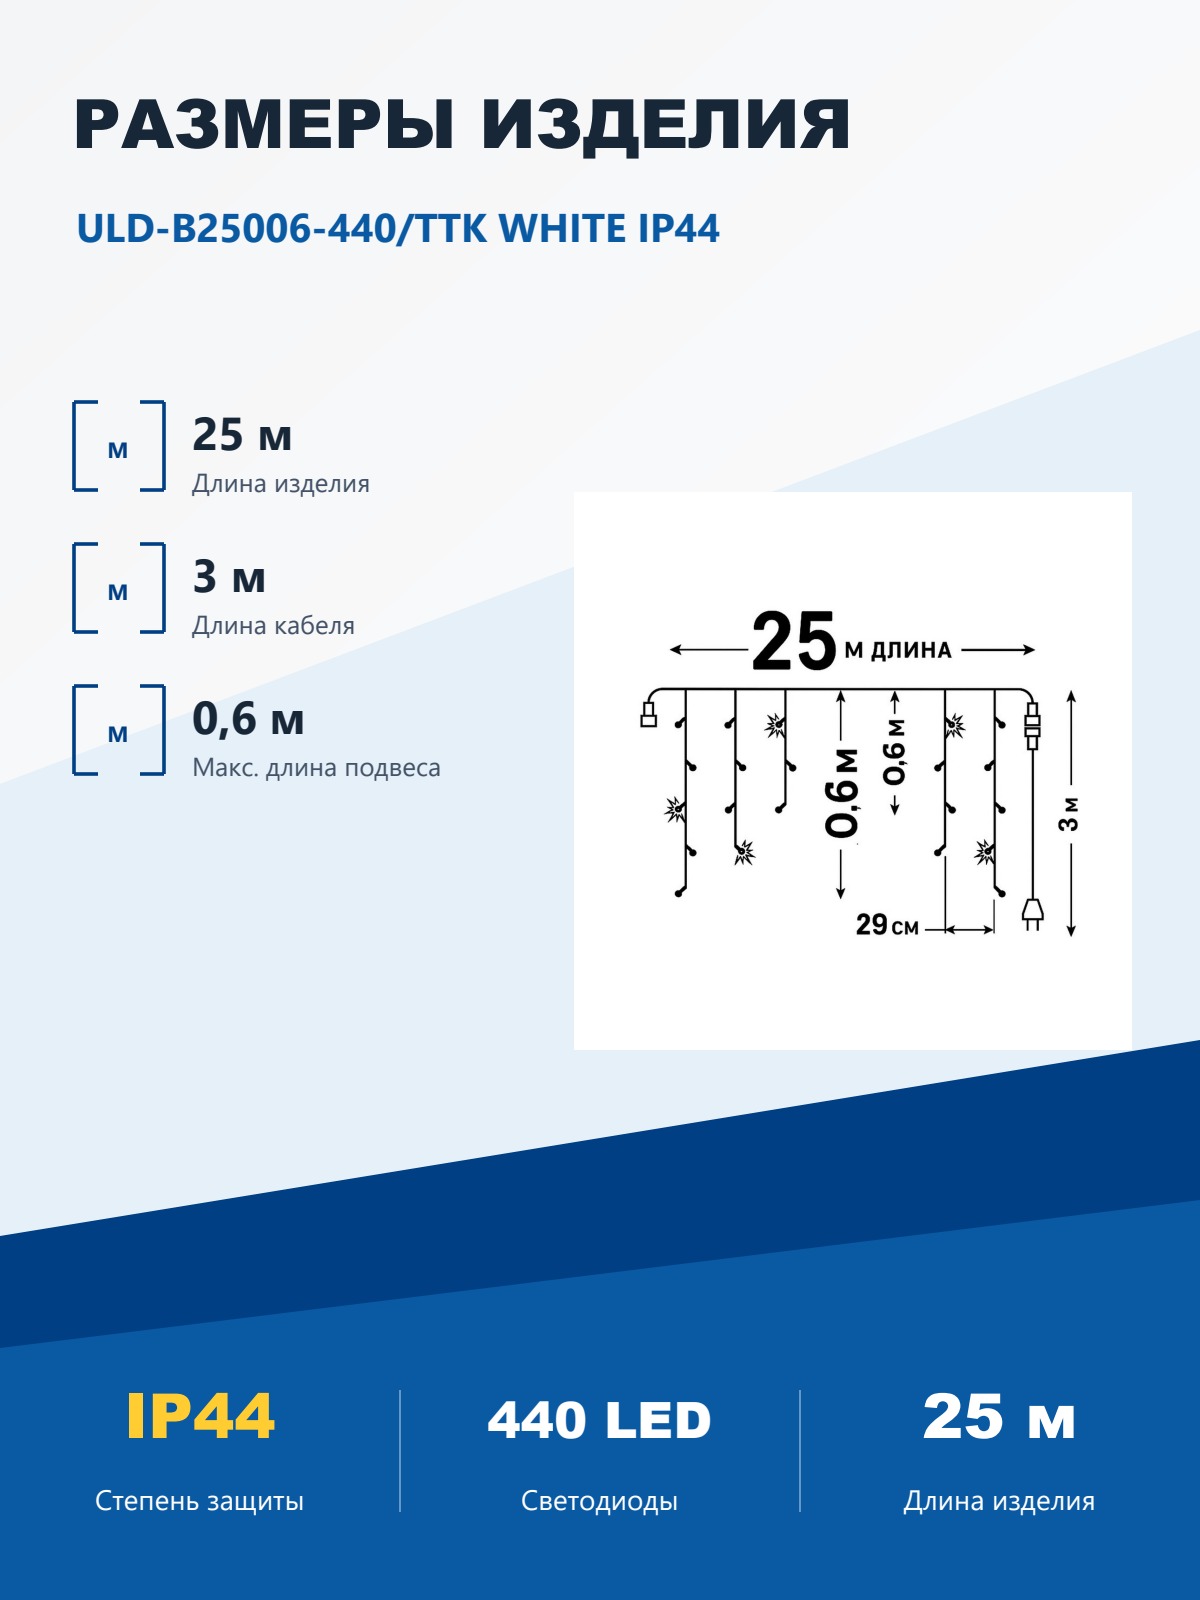 РАЗМЕРЫ ИЗДЕЛИЯ
ULD-B25006-440/TTK WHITE IP44
м
25 м
Длина изделия
м
3 м
Длина кабеля
м
0,6 м
Макс. длина подвеса
25 м длина
0,6 м
0,6 м
3 м
29 см
IP44
Степень защиты
440 LED
Светодиоды
25 м
Длина изделия